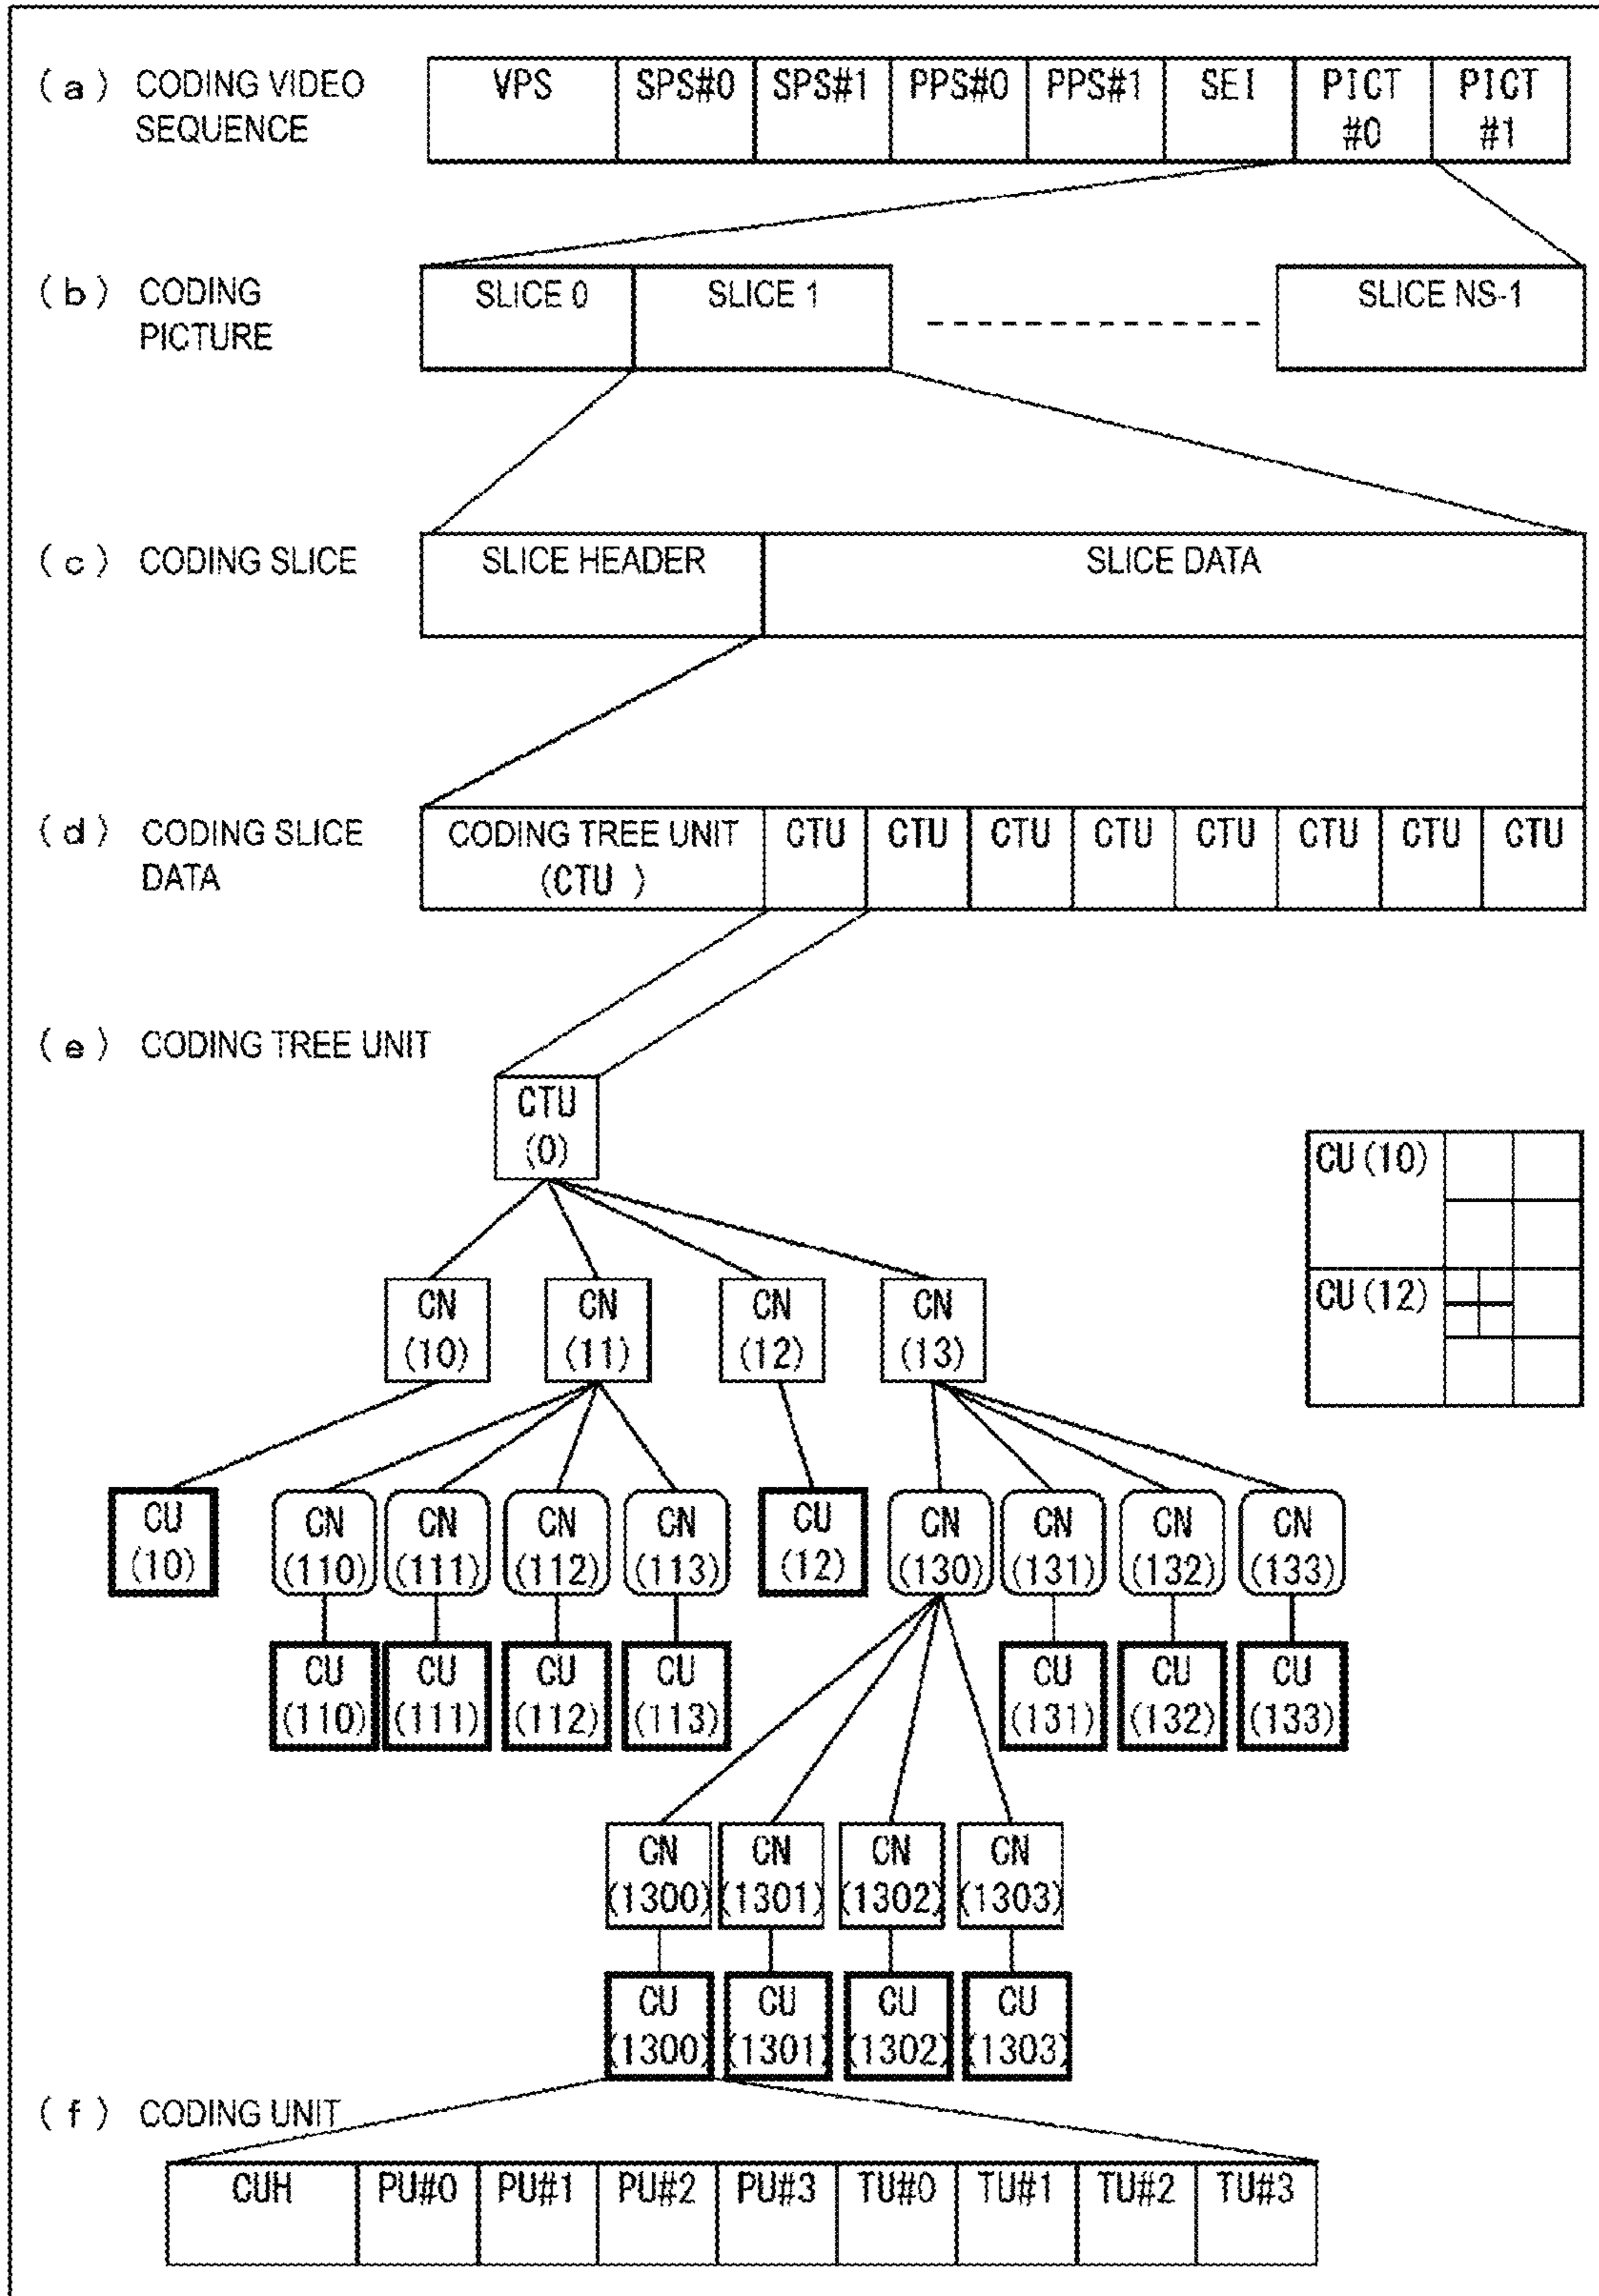 (a) CODING VIDEO
SEQUENCE
VPS
SPS#0
SPS#1
PPS#0
PPS#1
SEI
PICT
#0
PICT
#1
(b) CODING
PICTURE
SLICE 0
SLICE 1
SLICE NS-1
(c) CODING SLICE
SLICE HEADER
SLICE DATA
(d) CODING SLICE
DATA
CODING TREE UNIT
(CTU )
CTU
CTU
CTU
CTU
CTU
CTU
CTU
CTU
(e) CODING TREE UNIT
CTU
(0)
CU(10)
CU(12)
CN
(10)
CN
(11)
CN
(12)
CN
(13)
CU
(10)
CN
(110)
CN
(111)
CN
(112)
CN
(113)
CU
(12)
CN
(130)
CN
(131)
CN
(132)
CN
(133)
CU
(110)
CU
(111)
CU
(112)
CU
(113)
CU
(131)
CU
(132)
CU
(133)
CN
(1300)
CN
(1301)
CN
(1302)
CN
(1303)
CU
(1300)
CU
(1301)
CU
(1302)
CU
(1303)
(f) CODING UNIT
CUH
PU#0
PU#1
PU#2
PU#3
TU#0
TU#1
TU#2
TU#3